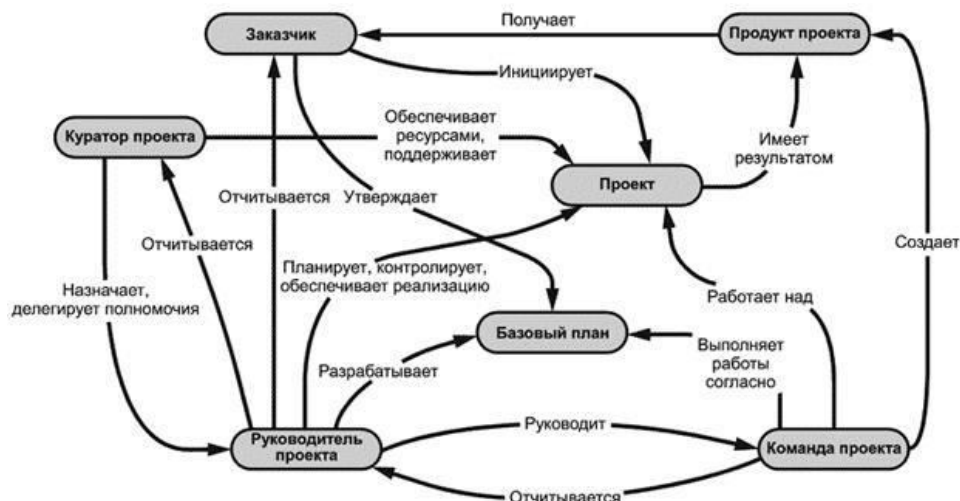 Получает
Заказчик
Продукт проекта
Инициирует
Обеспечивает
ресурсами,
поддерживает
Куратор проекта
Имеет
результатом
Проект
Отчитывается
Утверждает
Отчитывается
Создает
Планирует, контролирует,
обеспечивает реализацию
Назначает,
делегирует полномочия
Работает над
Базовый план
Выполняет
работы
согласно
Разрабатывает
Руководитель
проекта
Руководит
Команда проекта
Отчитывается